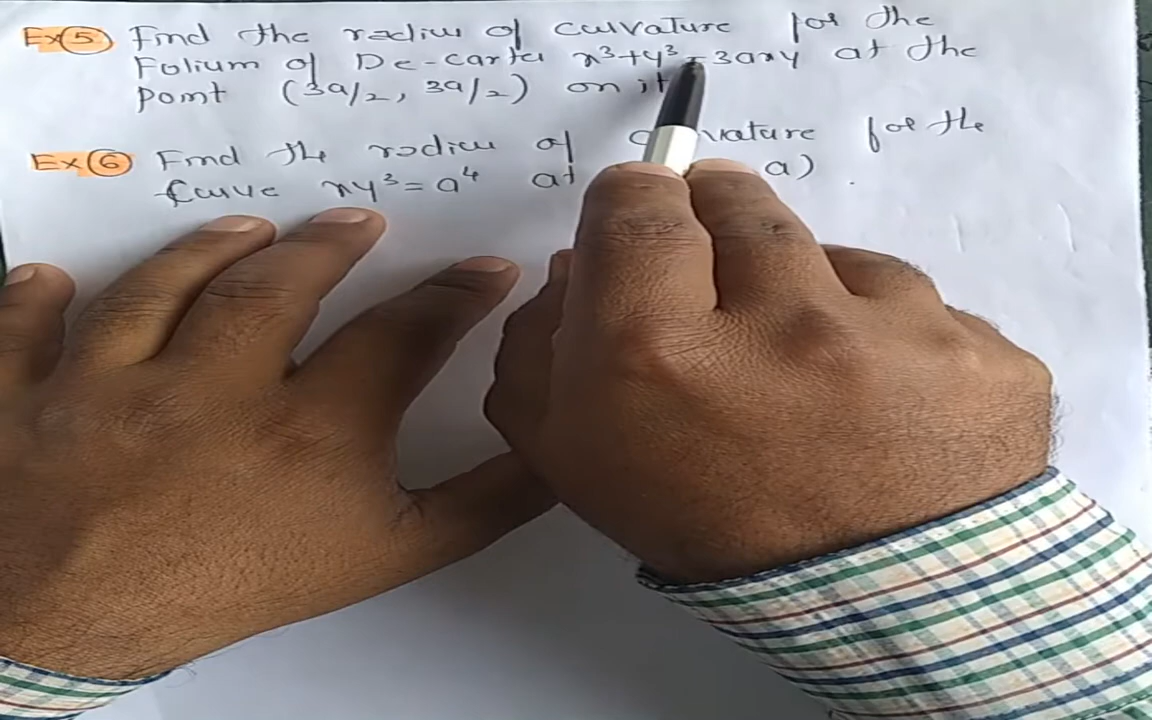 Ex 5 Find the radius of curvature for the
Folium of De-carte x³+y³=3axy at the
Point (3a/2, 3a/2) on it
Ex 6 Find the radius of vature for the
Curve xy³=a⁴ at a)